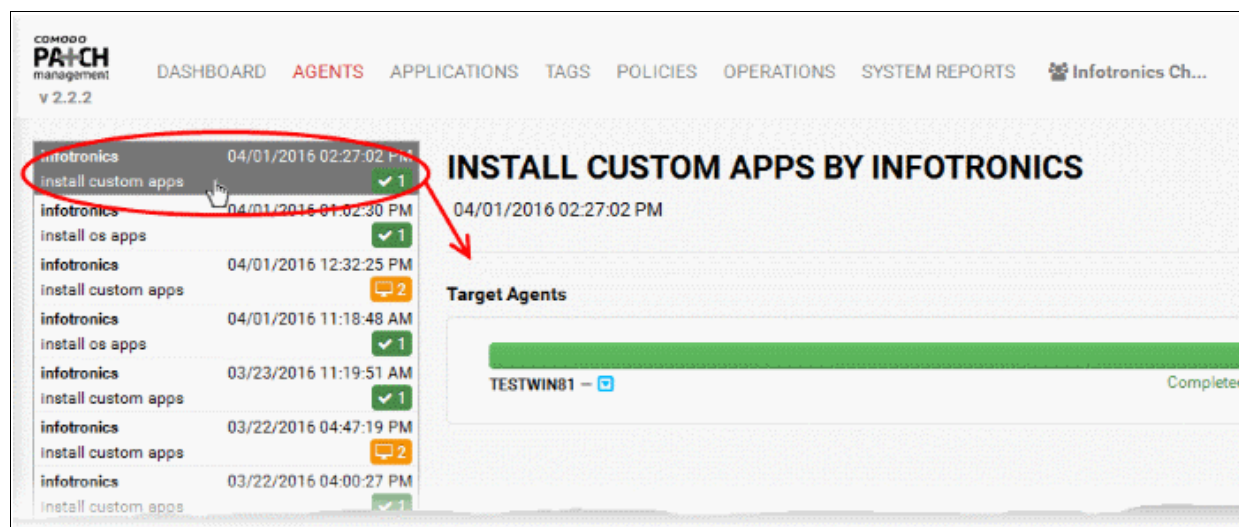 COMODO
PATCH
management
v 2.2.2
DASHBOARD AGENTS APPLICATIONS TAGS POLICIES OPERATIONS SYSTEM REPORTS Infotronics Ch...
infotronics 04/01/2016 02:27:02 PM
install custom apps 1
infotronics 04/01/2016 01:02:30 PM
install os apps 1
infotronics 04/01/2016 12:32:25 PM
install custom apps 2
infotronics 04/01/2016 11:18:48 AM
install os apps 1
infotronics 03/23/2016 11:19:51 AM
install custom apps 1
infotronics 03/22/2016 04:47:19 PM
install custom apps 2
infotronics 03/22/2016 04:00:27 PM
install custom apps 1
INSTALL CUSTOM APPS BY INFOTRONICS
04/01/2016 02:27:02 PM
Target Agents
TESTWIN81 – Completed